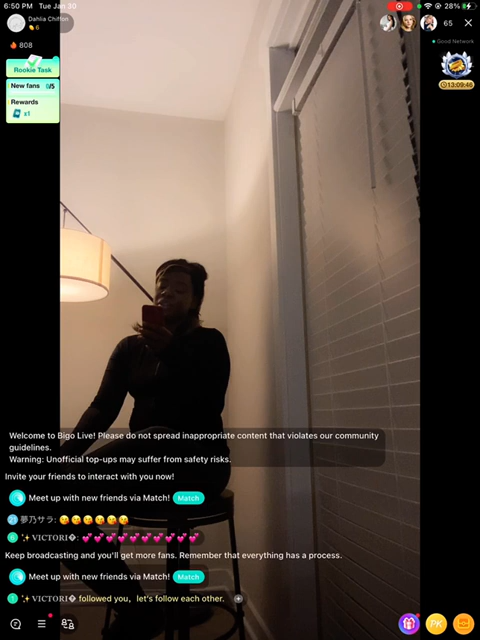 6:50 PM Tue Jan 30
28%
Dahlia Chiffon
6
65
808
Good Network
Rookie Task
New fans 0/5
Rewards
x1
13:09:46
Welcome to Bigo Live! Please do not spread inappropriate content that violates our community
guidelines.
Warning: Unofficial top-ups may suffer from safety risks.
Invite your friends to interact with you now!
Meet up with new friends via Match! Match
夢乃サラ: 😘😘😘😘😘😘
6 ✨VICTORI�: 💕💕💕💕💕💕💕💕💕
Keep broadcasting and you'll get more fans. Remember that everything has a process.
Meet up with new friends via Match! Match
1 ✨VICTORI� followed you, let's follow each other.
PK